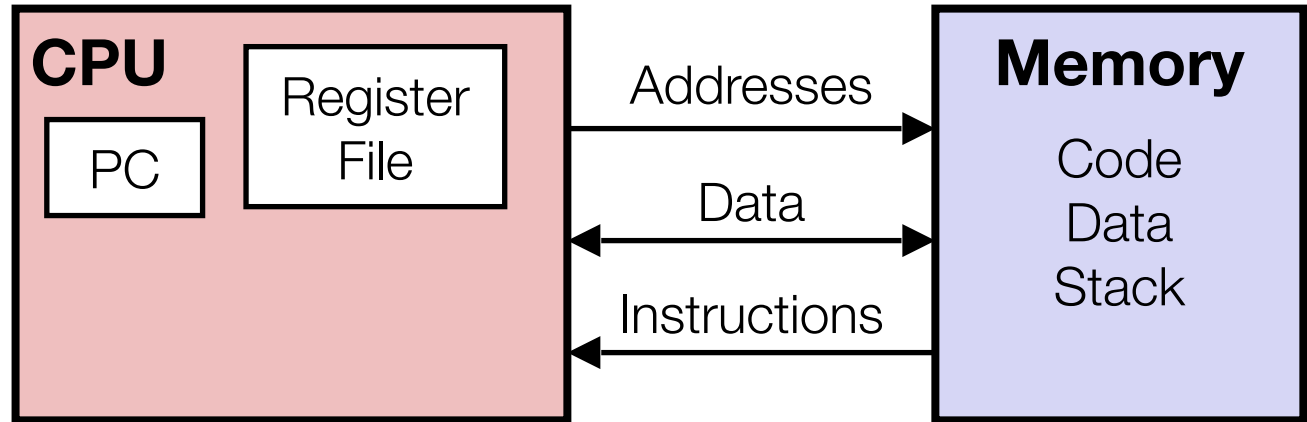 CPU
PC
Register
File
Addresses
Data
Instructions
Memory
Code
Data
Stack